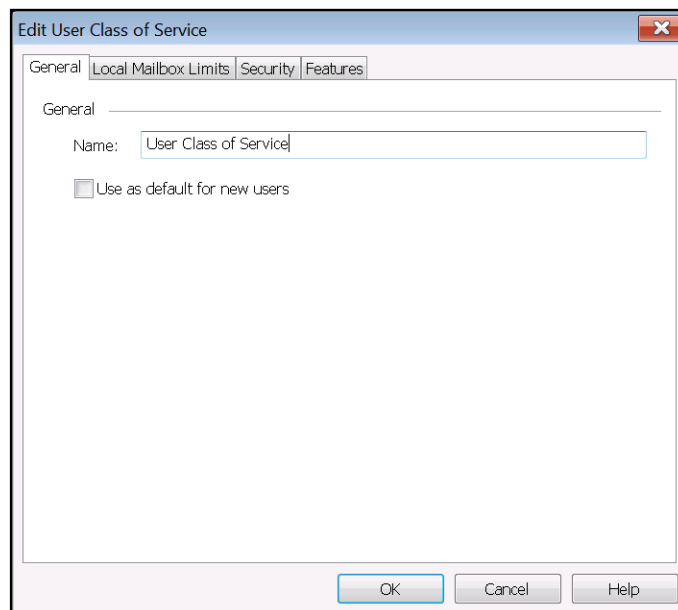 Edit User Class of Service
General Local Mailbox Limits Security Features
General
Name: User Class of Service
Use as default for new users
OK Cancel Help